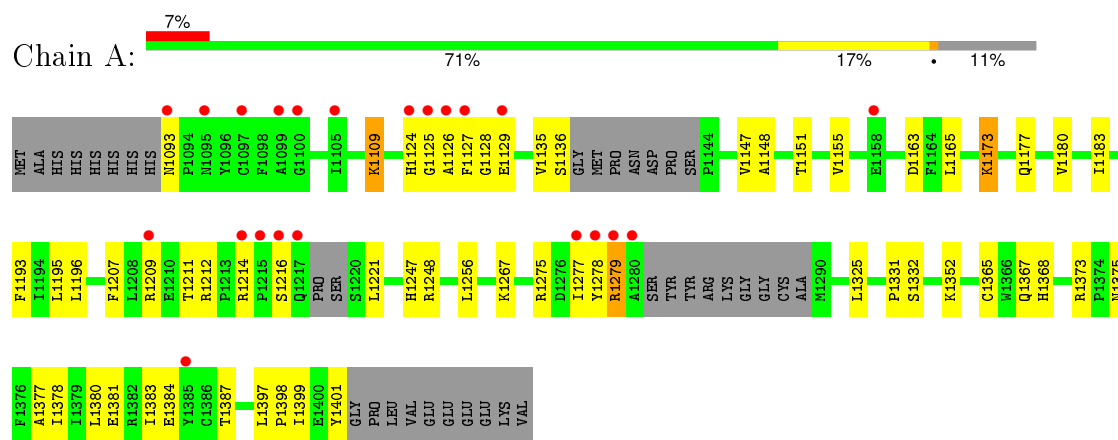 7%
Chain A:
71% 17% • 11%
MET ALA HIS HIS HIS HIS HIS HIS N1093 P1094 N1095 Y1096 C1097 F1098 A1099 G1100 I1105 K1109 H1124 G1125 A1126 F1127 G1128 E1129 V1135 S1136 GLY MET PRO ASN ASP PRO SER P1144 V1147 A1148 T1151 V1155 E1158 D1163 F1164 L1165 K1173 Q1177 V1180 I1183
F1193 I1194 L1195 L1196 F1207 L1208 R1209 E1210 T1211 R1212 P1213 R1214 P1215 S1216 Q1217 PRO SER S1220 L1221 H1247 R1248 L1256 K1267 R1275 D1276 I1277 Y1278 R1279 A1280 SER TYR TYR ARG LYS GLY GLY CYS ALA M1290 L1325 P1331 S1332 K1352 C1365 W1366 Q1367 H1368 R1373 P1374 N1375
F1376 A1377 I1378 I1379 L1380 E1381 R1382 I1383 E1384 Y1385 C1386 T1387 L1397 P1398 I1399 E1400 Y1401 GLY PRO LEU VAL GLU GLU GLU GLU LYS VAL